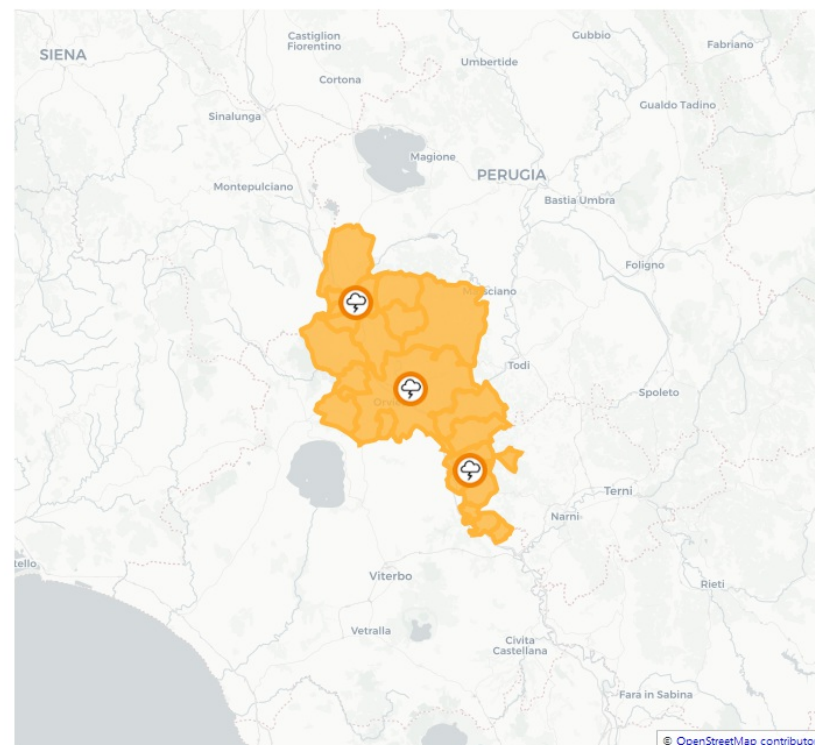 Castiglion
Fiorentino
Gubbio
Fabriano
SIENA
Umbertide
Cortona
Gualdo Tadino
Sinalunga
Magione
PERUGIA
Montepulciano
Bastia Umbra
Foligno
Todi
Spoleto
Terni
Narni
Viterbo
Rieti
Vetralla
Civita
Castellana
Fara in Sabina
© OpenStreetMap contributor